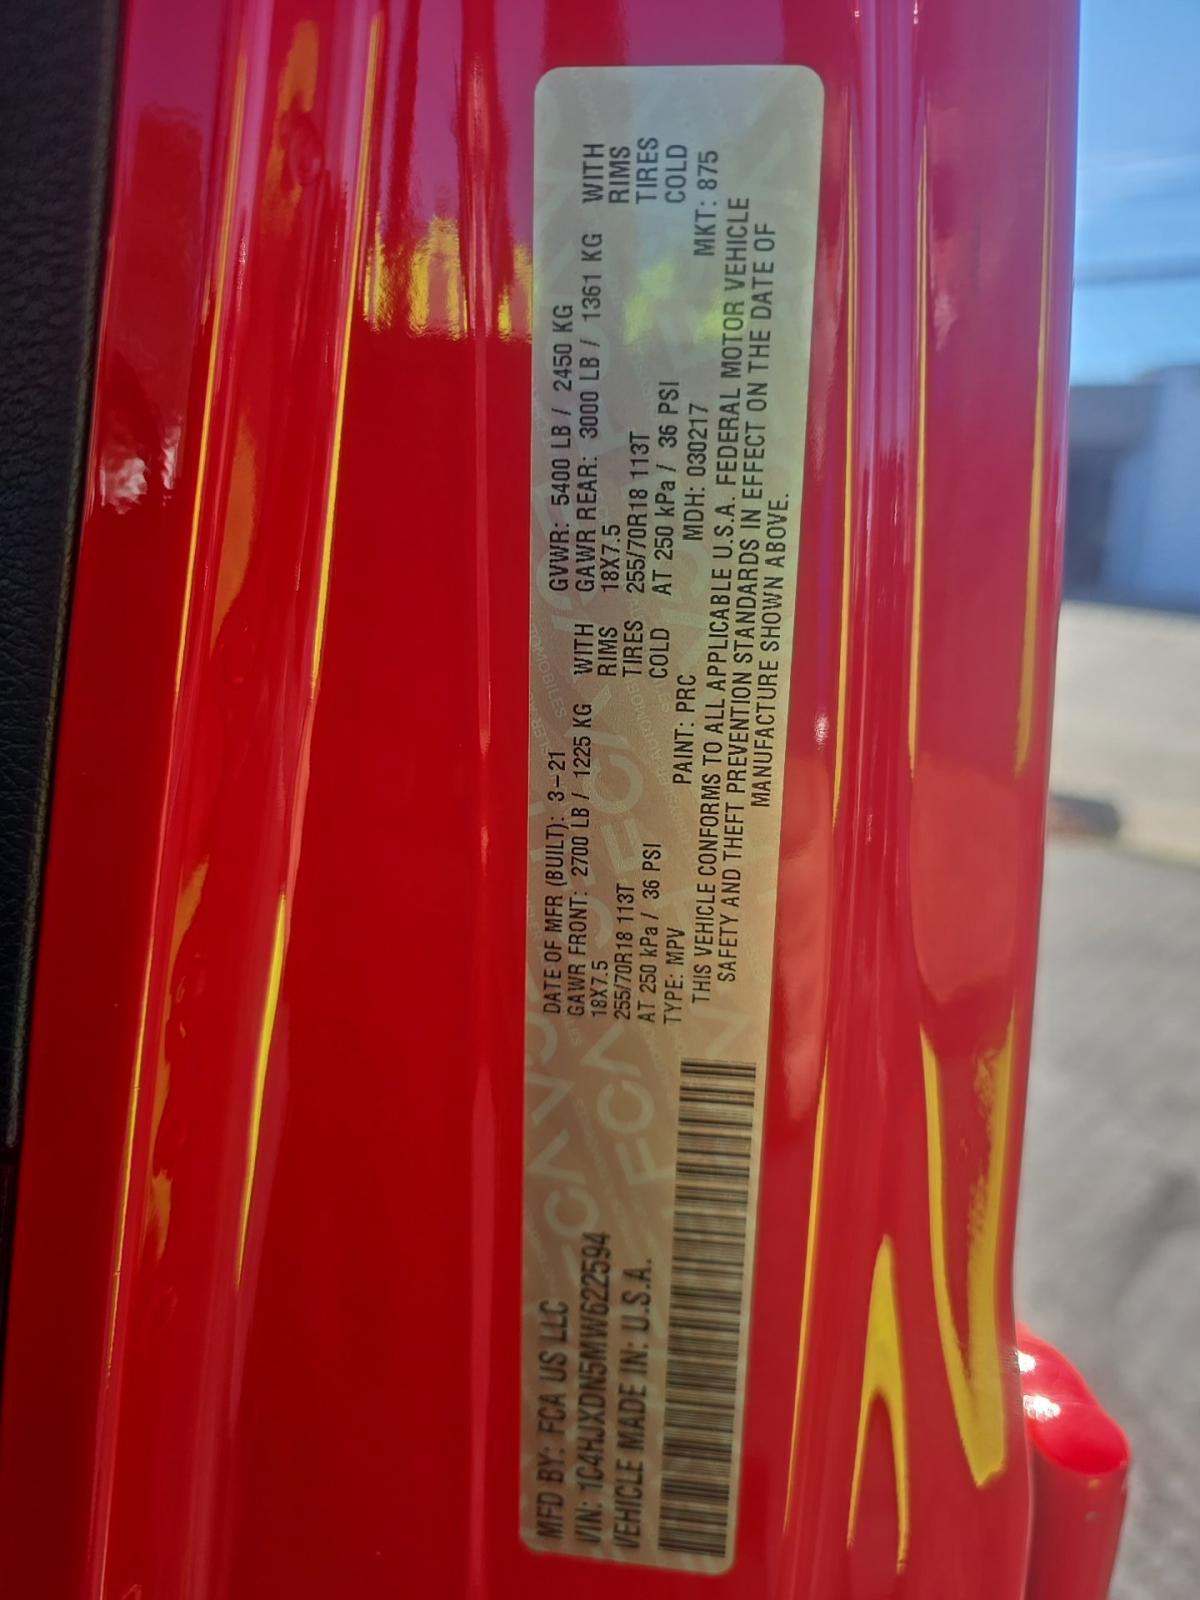 MFD BY: FCA US LLC
VIN: 1C4HJXDN5MW622594
VEHICLE MADE IN: U.S.A.
DATE OF MFR (BUILT): 3-21 GVWR: 5400 LB / 2450 KG
GAWR FRONT: 2700 LB / 1225 KG WITH GAWR REAR: 3000 LB / 1361 KG WITH
18X7.5 RIMS 18X7.5 RIMS
255/70R18 113T TIRES 255/70R18 113T TIRES
AT 250 kPa / 36 PSI COLD AT 250 kPa / 36 PSI COLD
TYPE: MPV PAINT: PRC MDH: 030217 MKT: 875
THIS VEHICLE CONFORMS TO ALL APPLICABLE U.S.A. FEDERAL MOTOR VEHICLE
SAFETY AND THEFT PREVENTION STANDARDS IN EFFECT ON THE DATE OF
MANUFACTURE SHOWN ABOVE.